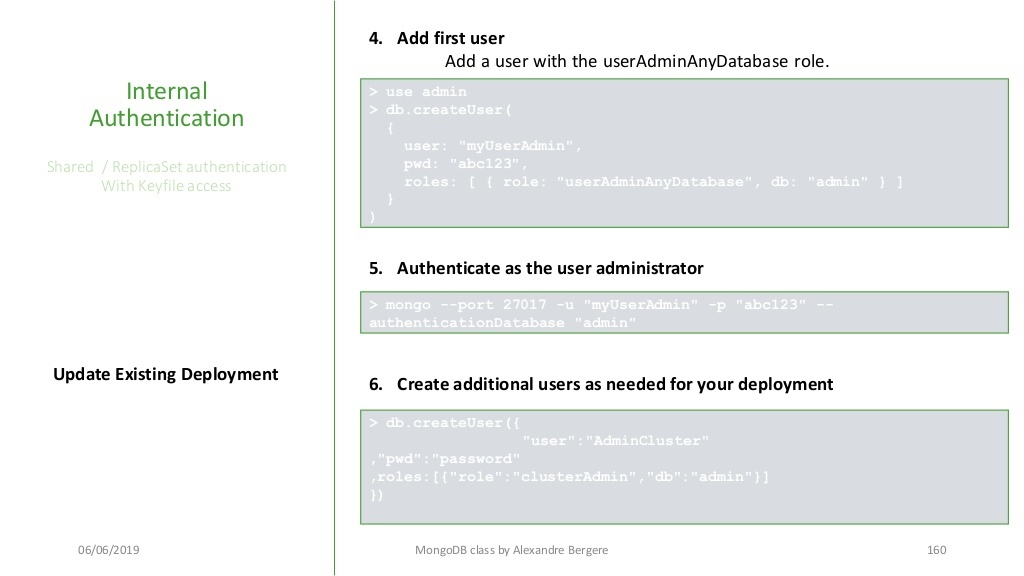 Internal
Authentication
Shared / ReplicaSet authentication
With Keyfile access
Update Existing Deployment
4. Add first user
Add a user with the userAdminAnyDatabase role.
> use admin
> db.createUser(
{
user: "myUserAdmin",
pwd: "abc123",
roles: [ { role: "userAdminAnyDatabase", db: "admin" } ]
}
)
5. Authenticate as the user administrator
> mongo --port 27017 -u "myUserAdmin" -p "abc123" --
authenticationDatabase "admin"
6. Create additional users as needed for your deployment
> db.createUser({
"user":"AdminCluster"
,"pwd":"password"
,roles:[{"role":"clusterAdmin","db":"admin"}]
})
06/06/2019
MongoDB class by Alexandre Bergere
160